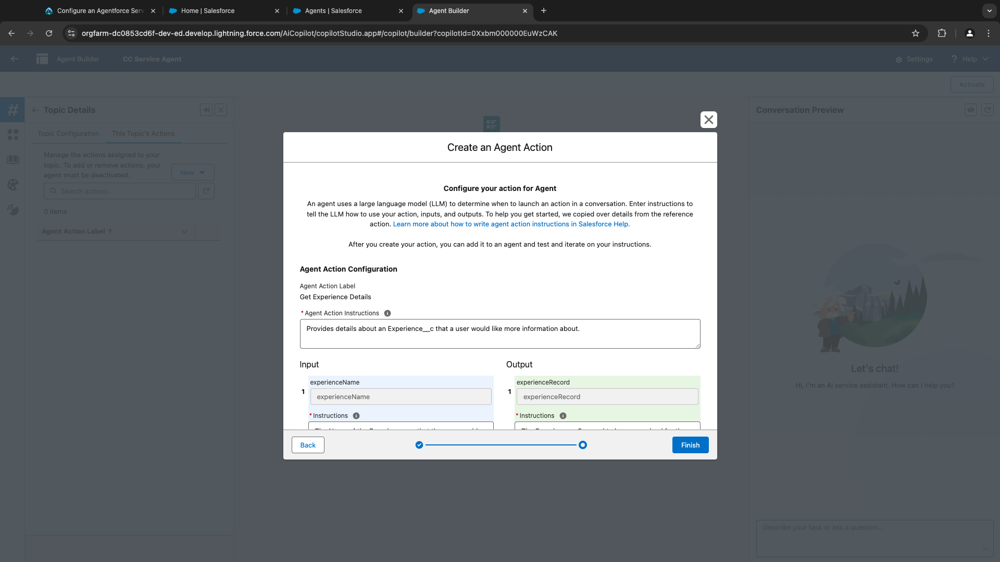 Configure an Agentforce Serv
Home | Salesforce
Agents | Salesforce
Agent Builder
orgfarm-dc0853cd6f-dev-ed.develop.lightning.force.com/AiCopilot/copilotStudio.app#/copilot/builder?copilotId=0Xxbm000000EuWzCAK
Agent Builder
CC Service Agent
Settings
Help
Activate
Topic Details
Topic Configuration
This Topic's Actions
Manage the actions assigned to your
topic. To add or remove actions, your
agent must be deactivated.
New
Search actions...
0 items
Agent Action Label ↑
Create an Agent Action
Configure your action for Agent
An agent uses a large language model (LLM) to determine when to launch an action in a conversation. Enter instructions to
tell the LLM how to use your action, inputs, and outputs. To help you get started, we copied over details from the reference
action. Learn more about how to write agent action instructions in Salesforce Help.
After you create your action, you can add it to an agent and test and iterate on your instructions.
Agent Action Configuration
Agent Action Label
Get Experience Details
* Agent Action Instructions
Provides details about an Experience__c that a user would like more information about.
Input
1
experienceName
experienceName
* Instructions
Output
1
experienceRecord
experienceRecord
* Instructions
Back
Finish
Conversation Preview
Let's chat!
Hi, I'm an AI service assistant. How can I help you?
Describe your task or ask a question...